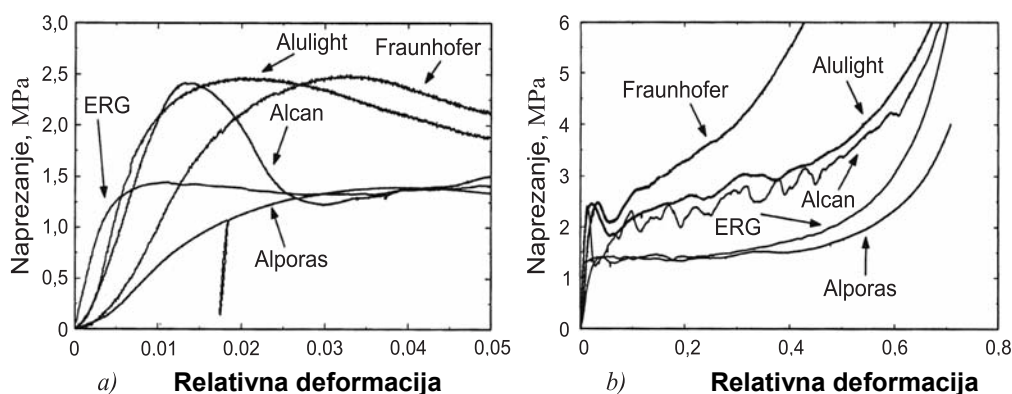 3,0
2,5
2,0
1,5
1,0
0,5
0
Naprezanje, MPa
Alulight
Fraunhofer
ERG
Alcan
Alporas
0 0.01 0.02 0.03 0.04 0.05
a) Relativna deformacija
6
5
4
3
2
1
0
Naprezanje, MPa
Fraunhofer
Alulight
Alcan
ERG
Alporas
0 0,2 0,4 0,6 0,8
b) Relativna deformacija